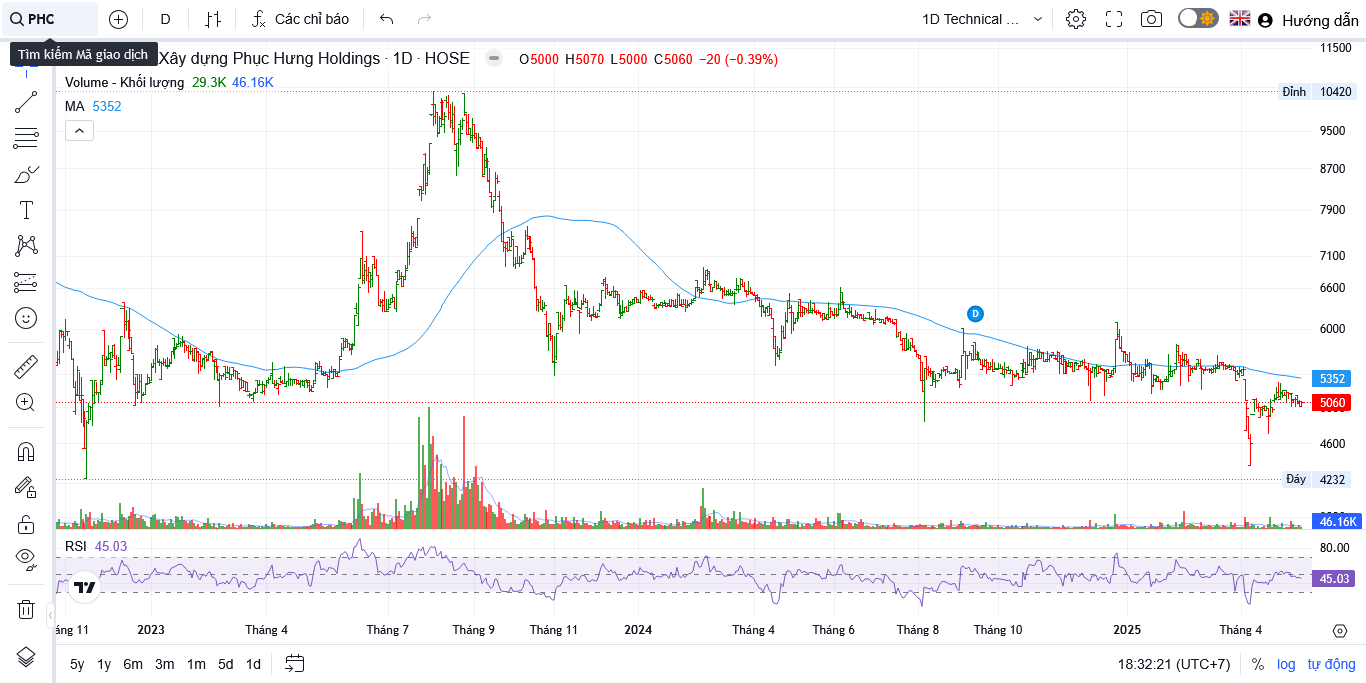 PHC
D
Các chỉ báo
1D Technical ...
Hướng dẫn
Tìm kiếm Mã giao dịch
Xây dựng Phục Hưng Holdings · 1D · HOSE
O5000 H5070 L5000 C5060 −20 (−0.39%)
Volume - Khối lượng 29.3K 46.16K
MA 5352
11500
Đỉnh 10420
9500
8700
7900
7100
6600
D
6000
5352
5060
4600
Đáy 4232
46.16K
RSI 45.03
80.00
45.03
áng 11 2023 Tháng 4 Tháng 7 Tháng 9 Tháng 11 2024 Tháng 4 Tháng 6 Tháng 8 Tháng 10 2025 Tháng 4
5y 1y 6m 3m 1m 5d 1d
18:32:21 (UTC+7) % log tự động